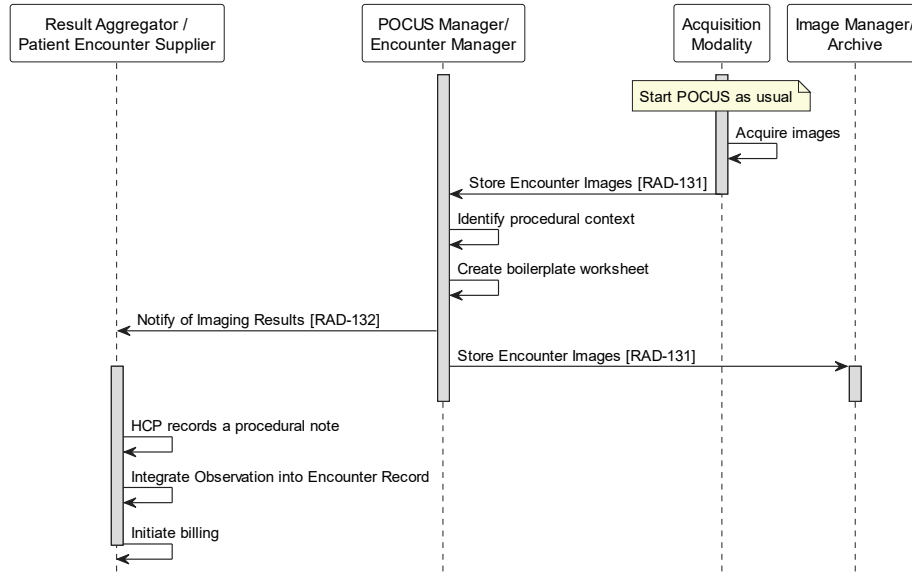 Result Aggregator /
Patient Encounter Supplier
POCUS Manager/
Encounter Manager
Acquisition
Modality
Image Manager/
Archive
Start POCUS as usual
Acquire images
Store Encounter Images [RAD-131]
Identify procedural context
Create boilerplate worksheet
Notify of Imaging Results [RAD-132]
Store Encounter Images [RAD-131]
HCP records a procedural note
Integrate Observation into Encounter Record
Initiate billing